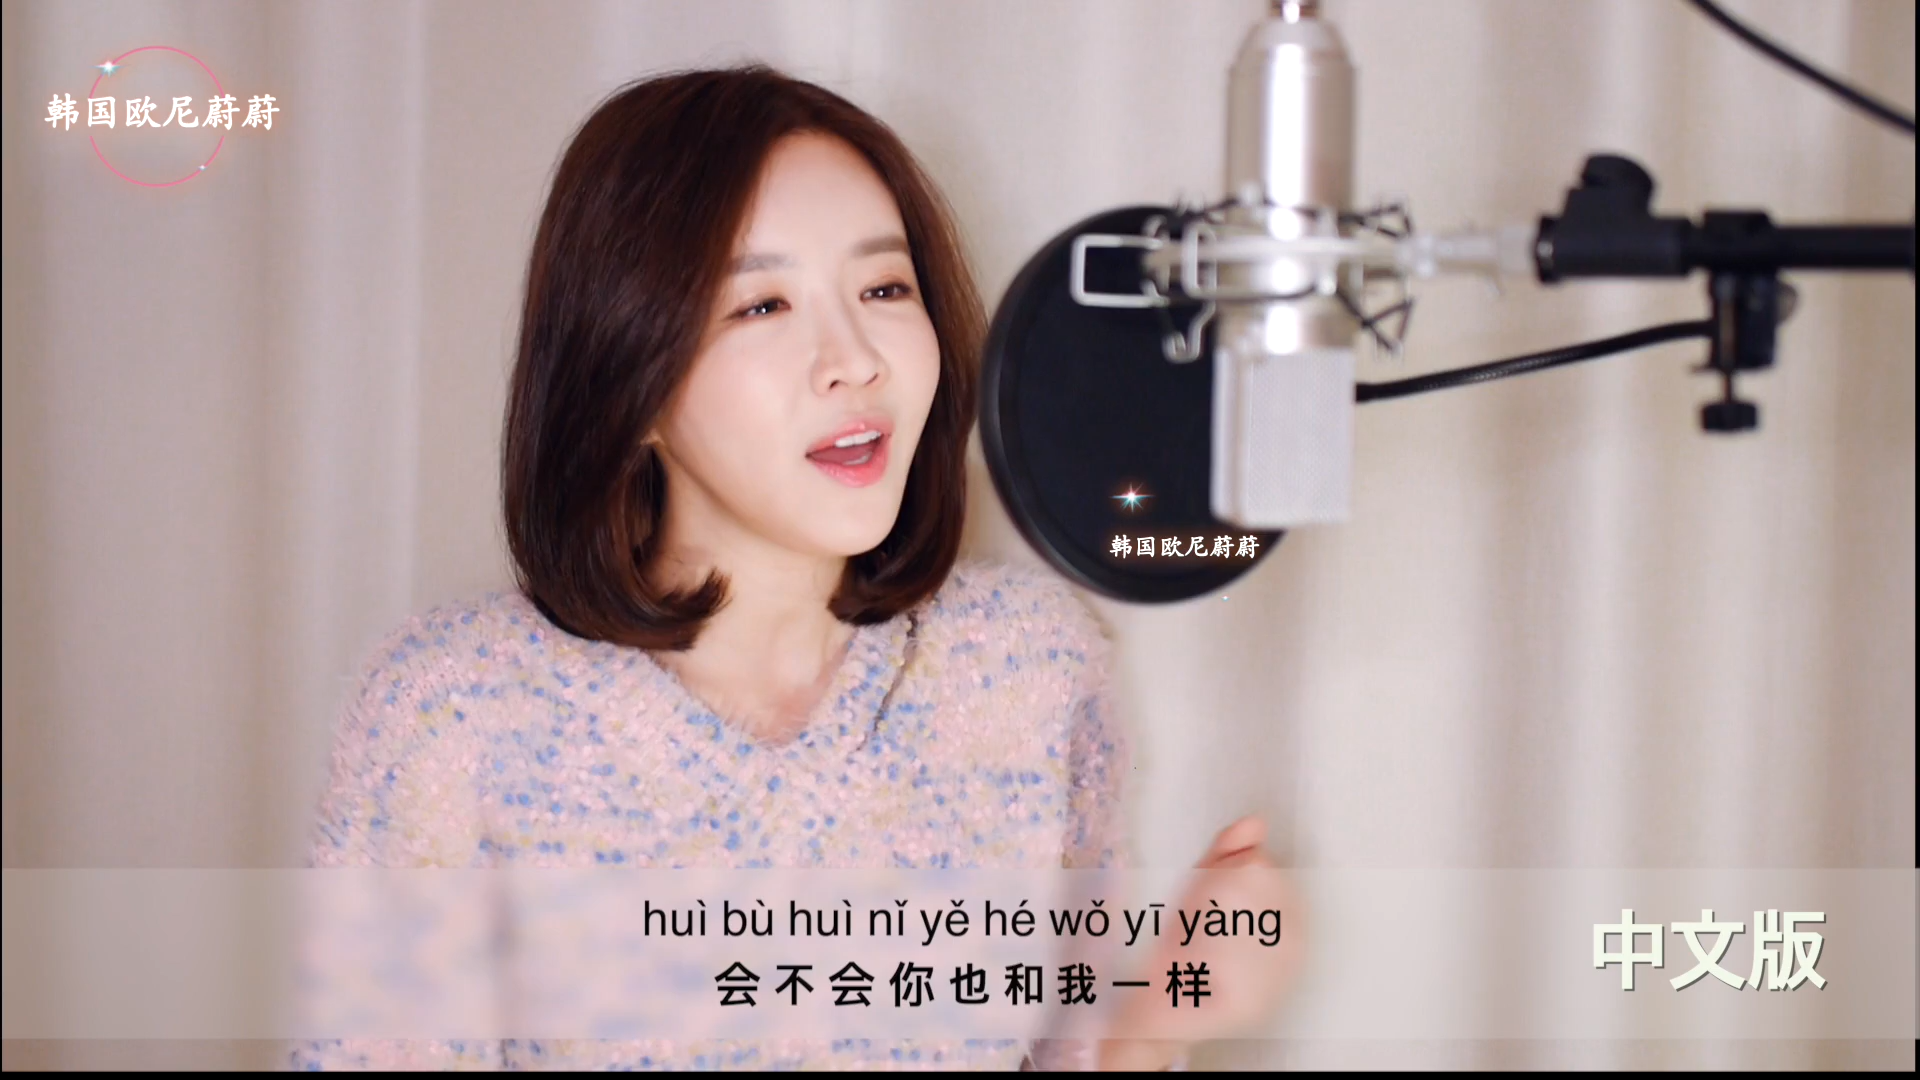 韩国欧尼蔚蔚
韩国欧尼蔚蔚
huì bù huì nǐ yě hé wǒ yī yàng
会不会你也和我一样
中文版